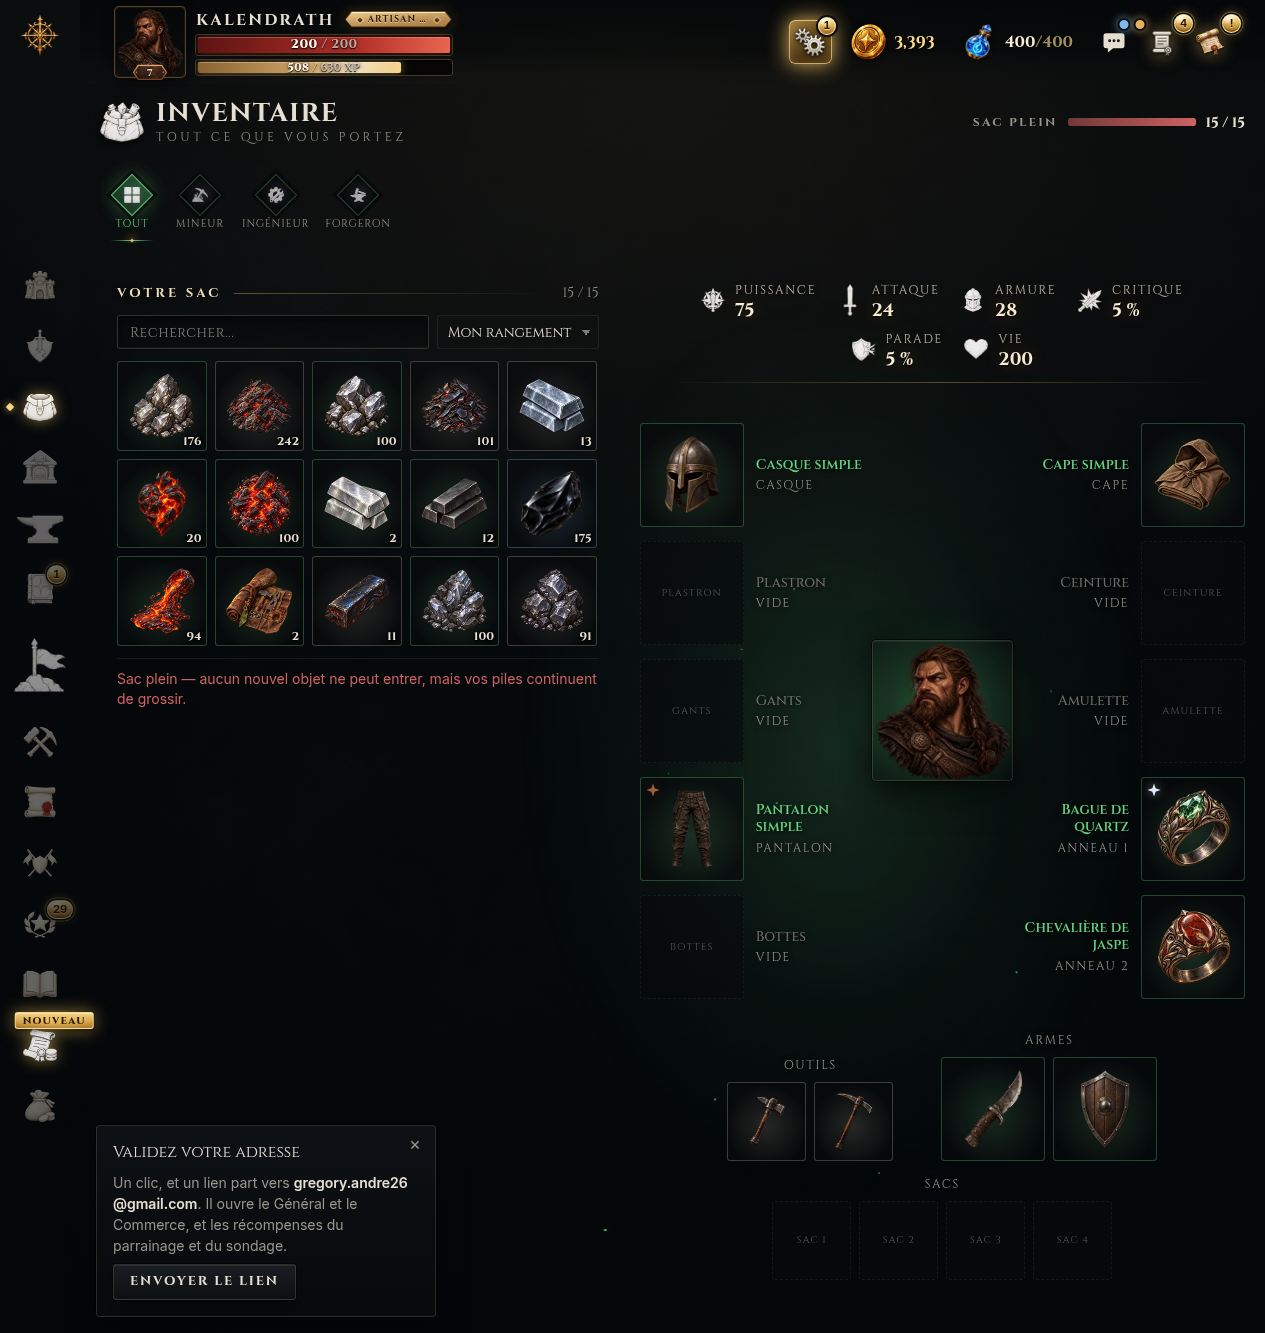 KALENDRATH
ARTISAN ...
200 / 200
7
508 / 630 XP
1
3,393
400/400
4
!
INVENTAIRE
TOUT CE QUE VOUS PORTEZ
SAC PLEIN
15 / 15
TOUT
MINEUR
INGÉNIEUR
FORGERON
VOTRE SAC
15 / 15
RECHERCHER...
MON RANGEMENT
176
242
100
101
13
20
100
2
12
175
94
2
11
100
91
Sac plein — aucun nouvel objet ne peut entrer, mais vos piles continuent
de grossir.
PUISSANCE
75
ATTAQUE
24
ARMURE
28
CRITIQUE
5 %
PARADE
5 %
VIE
200
CASQUE SIMPLE
CASQUE
CAPE SIMPLE
CAPE
PLASTRON
PLASTRON
VIDE
CEINTURE
VIDE
CEINTURE
GANTS
GANTS
VIDE
AMULETTE
VIDE
AMULETTE
PANTALON
SIMPLE
PANTALON
BAGUE DE
QUARTZ
ANNEAU 1
BOTTES
BOTTES
VIDE
CHEVALIÈRE DE
JASPE
ANNEAU 2
OUTILS
ARMES
SACS
SAC 1
SAC 2
SAC 3
SAC 4
1
29
NOUVEAU
VALIDEZ VOTRE ADRESSE
×
Un clic, et un lien part vers gregory.andre26
@gmail.com. Il ouvre le Général et le
Commerce, et les récompenses du
parrainage et du sondage.
ENVOYER LE LIEN